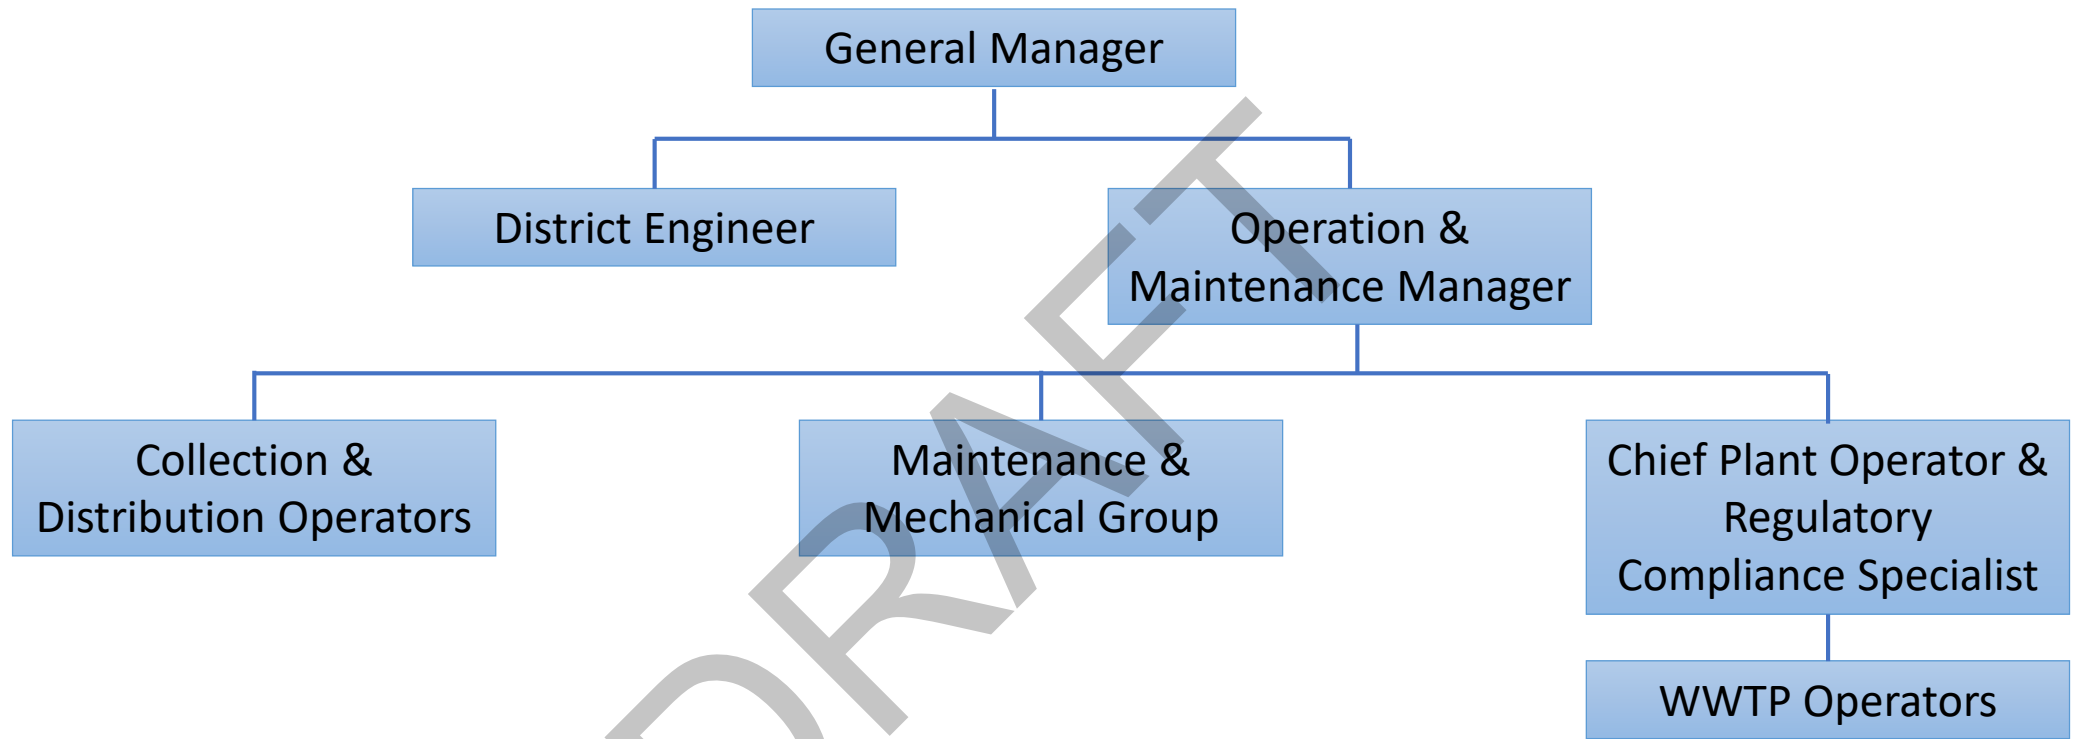 General Manager
District Engineer
Operation &
Maintenance Manager
Collection &
Distribution Operators
Maintenance &
Mechanical Group
Chief Plant Operator &
Regulatory
Compliance Specialist
WWTP Operators
DRAFT